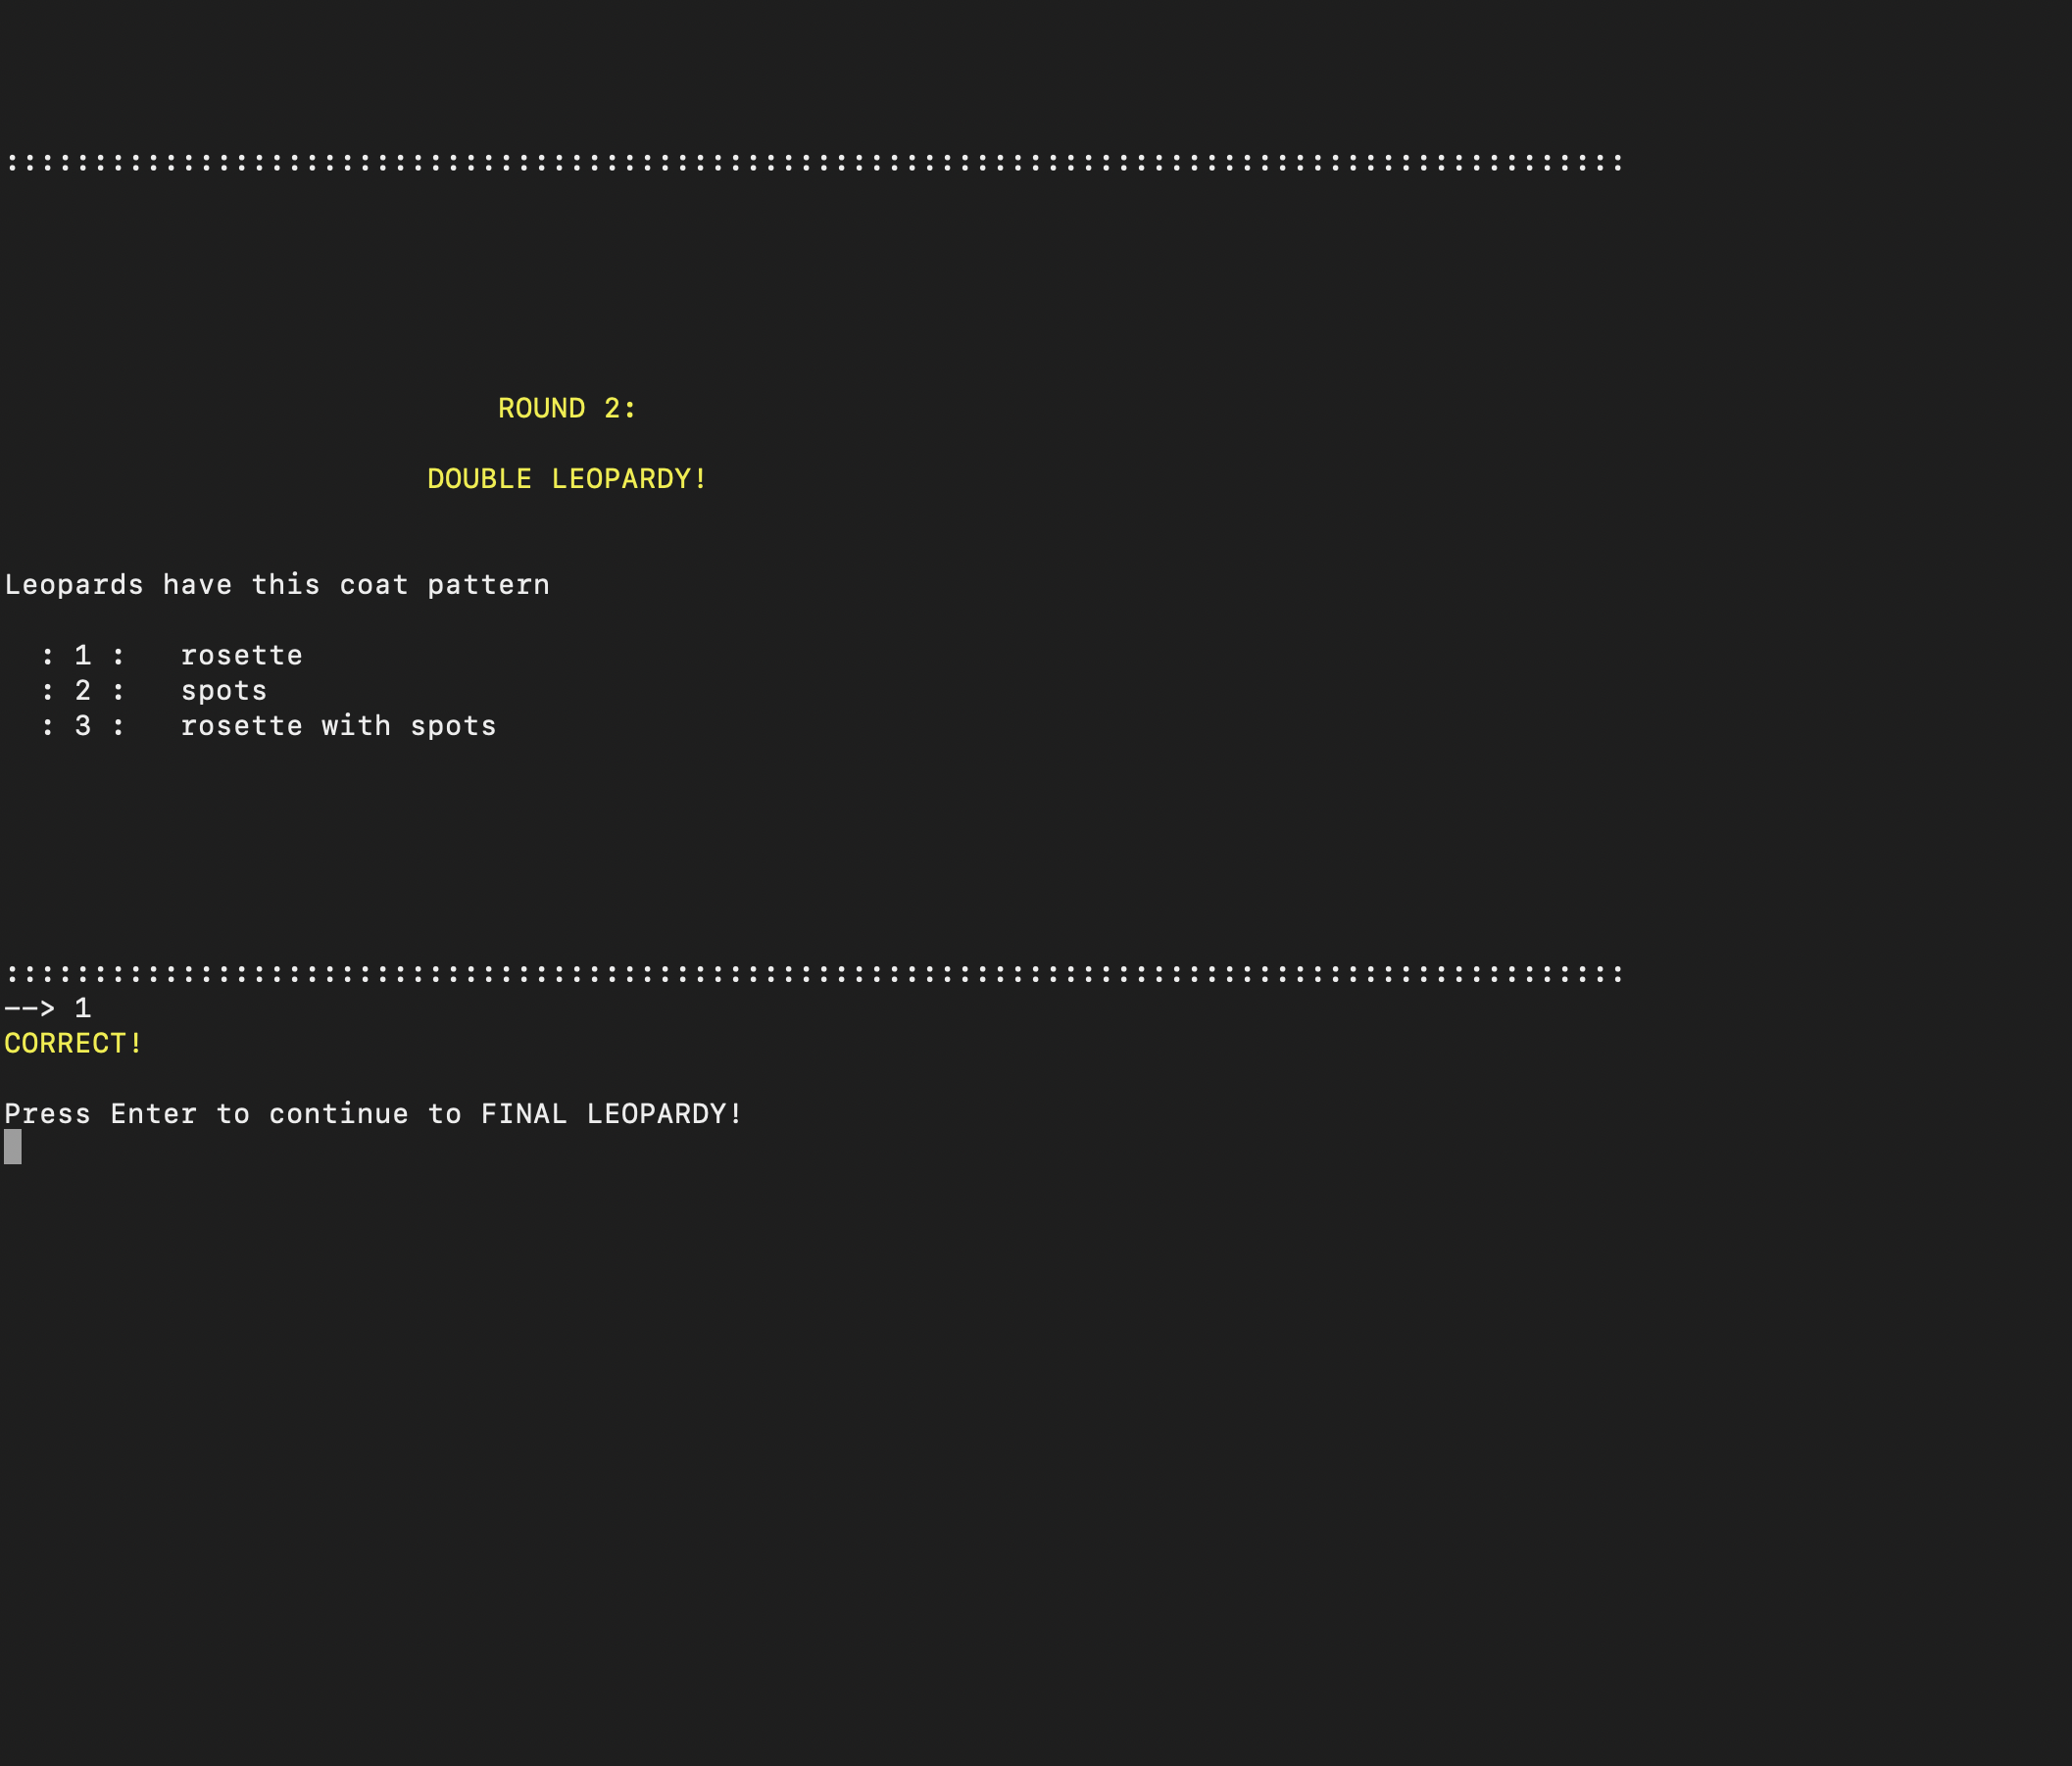 ::::::::::::::::::::::::::::::::::::::::::::::::::::::::::::::::::::::::::::::::::::::::::::
ROUND 2:
DOUBLE LEOPARDY!
Leopards have this coat pattern
: 1 : rosette
: 2 : spots
: 3 : rosette with spots
::::::::::::::::::::::::::::::::::::::::::::::::::::::::::::::::::::::::::::::::::::::::::::
--> 1
CORRECT!
Press Enter to continue to FINAL LEOPARDY!